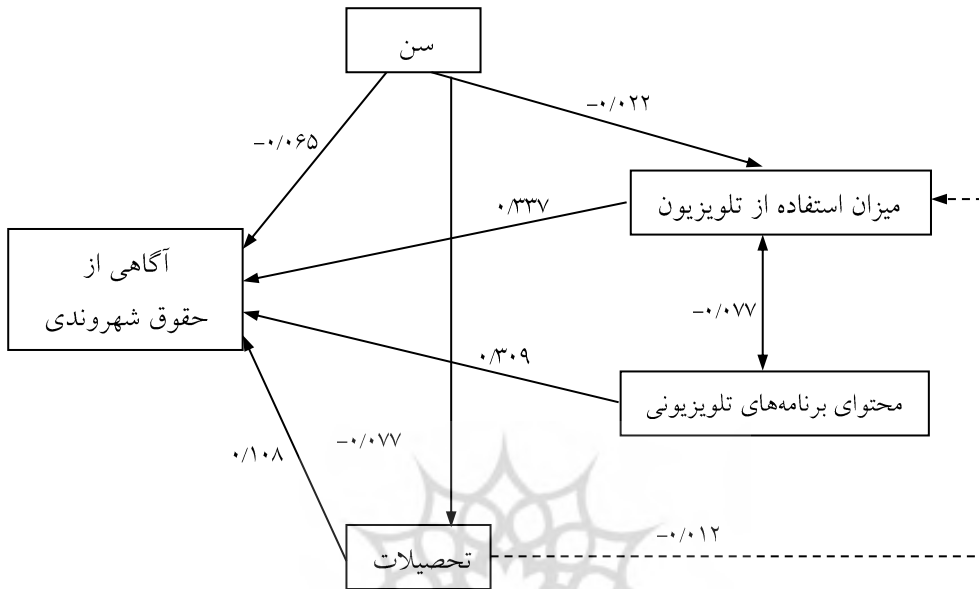 سن
-۰/۰۲۲
-۰/۰۶۵
میزان استفاده از تلویزیون
۰/۳۳۷
آگاهی از
حقوق شهروندی
-۰/۰۷۷
۰/۳۰۹
محتوای برنامه‌های تلویزیونی
-۰/۰۷۷
۰/۱۰۸
-۰/۰۱۲
تحصیلات